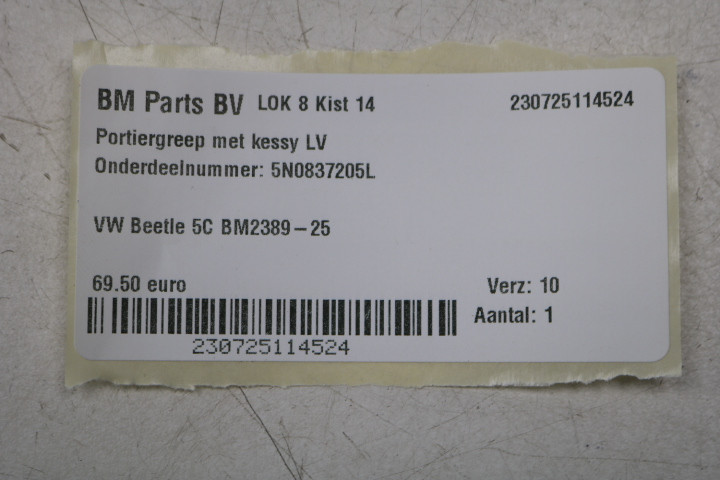 BM Parts BV LOK 8 Kist 14 230725114524
Portiergreep met kessy LV
Onderdeelnummer: 5N0837205L
VW Beetle 5C BM2389-25
69.50 euro Verz: 10
Aantal: 1
230725114524